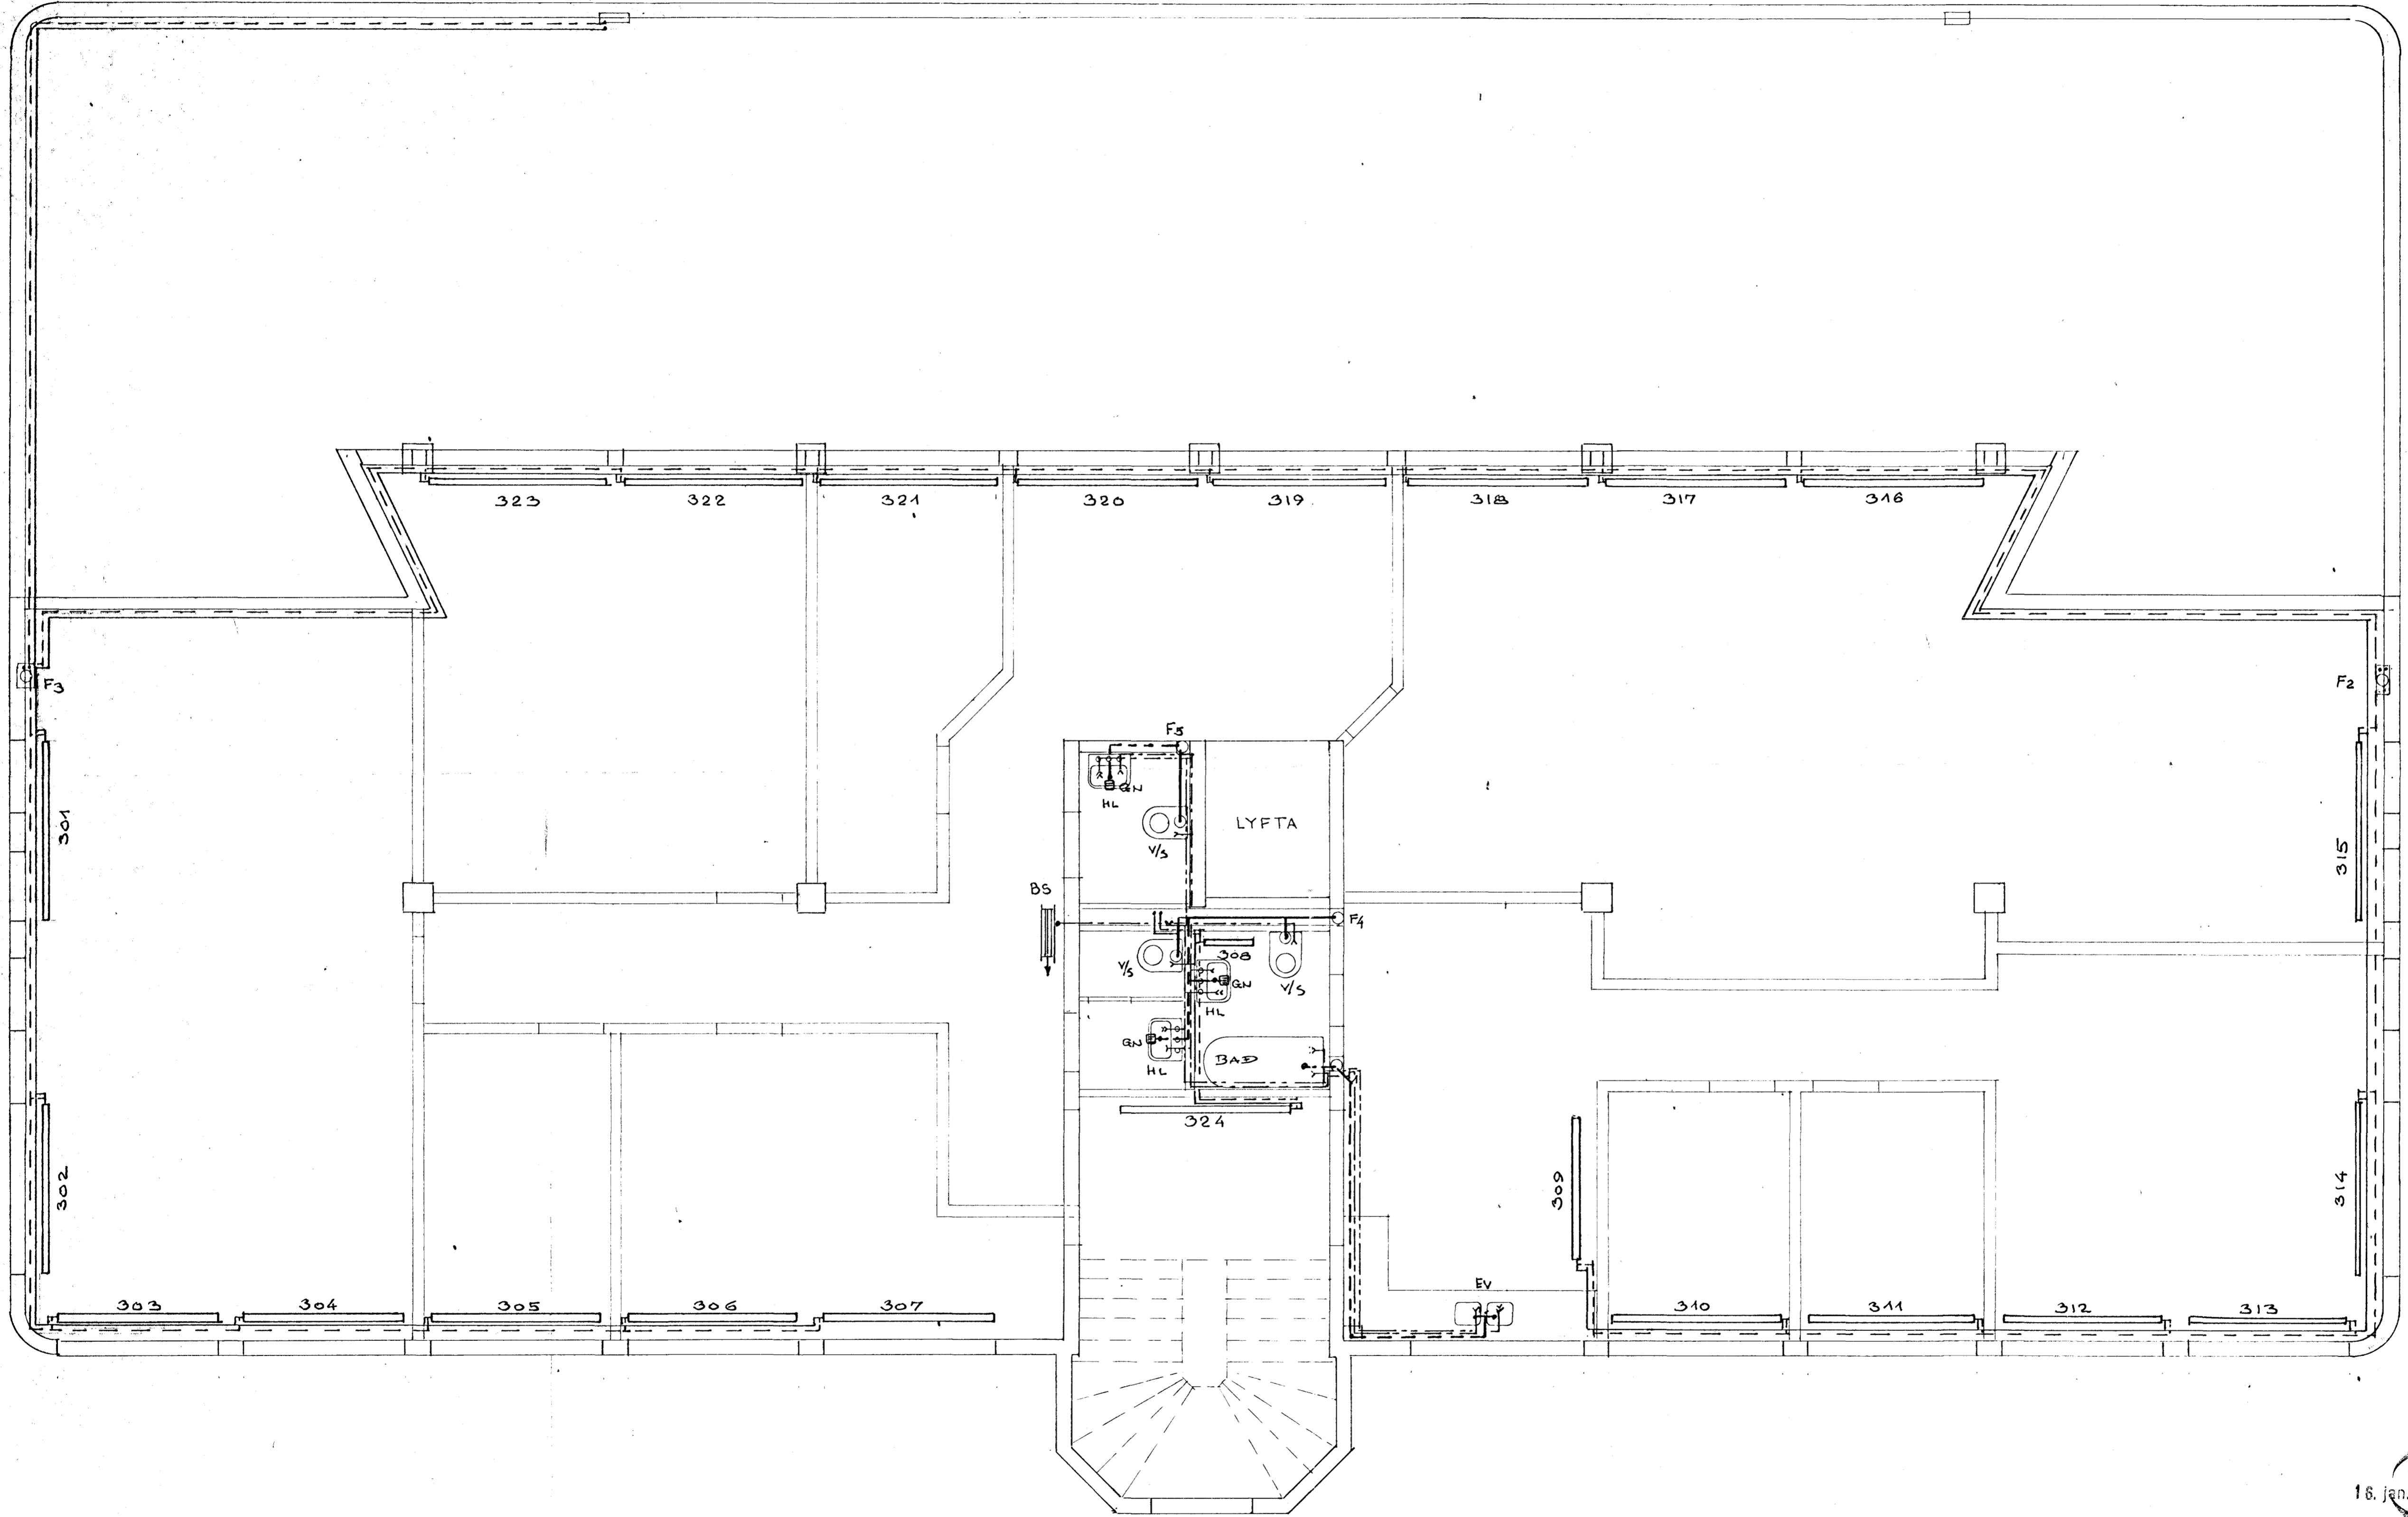 323 322 321 320 319 318 317 316
F3
F2
F5
GN
HL
LYFTA
V/S
301
315
BS
F4
308
V/S
GN
V/S
HL
GN
HL
BAD
324
302
309
314
EV
303 304 305 306 307
310 311 312 313
16. jan.